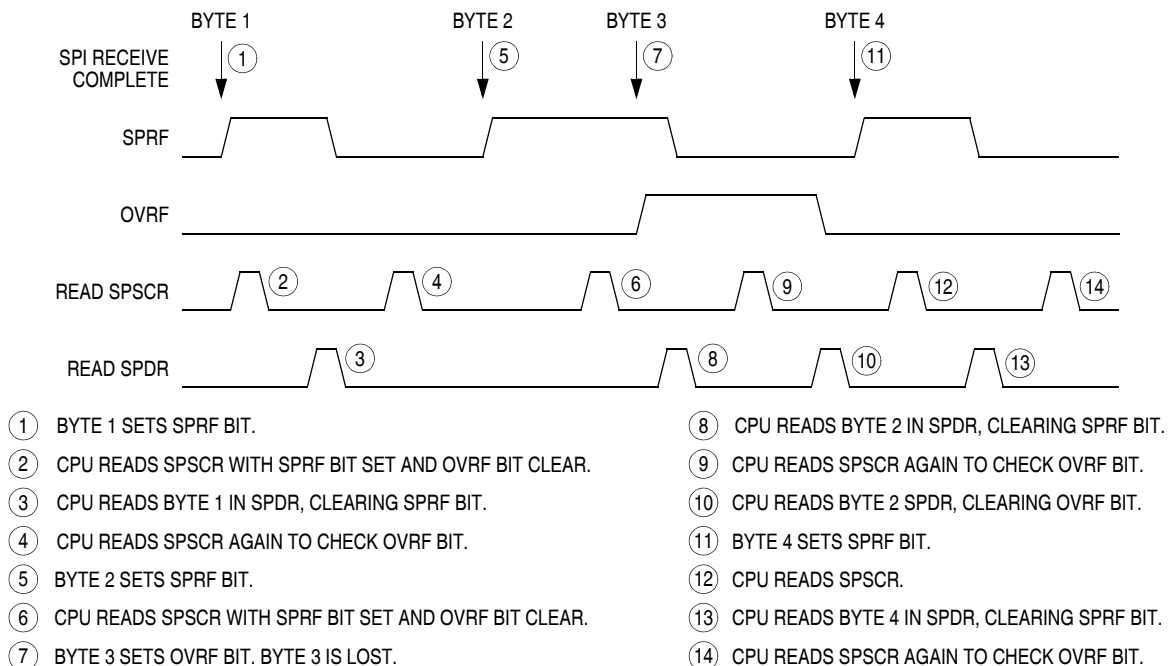 BYTE 1 BYTE 2 BYTE 3 BYTE 4
SPI RECEIVE
COMPLETE
1 5 7 11
SPRF
OVRF
READ SPSCR
2 4 6 9 12 14
READ SPDR
3 8 10 13
1 BYTE 1 SETS SPRF BIT.
2 CPU READS SPSCR WITH SPRF BIT SET AND OVRF BIT CLEAR.
3 CPU READS BYTE 1 IN SPDR, CLEARING SPRF BIT.
4 CPU READS SPSCR AGAIN TO CHECK OVRF BIT.
5 BYTE 2 SETS SPRF BIT.
6 CPU READS SPSCR WITH SPRF BIT SET AND OVRF BIT CLEAR.
7 BYTE 3 SETS OVRF BIT. BYTE 3 IS LOST.
8 CPU READS BYTE 2 IN SPDR, CLEARING SPRF BIT.
9 CPU READS SPSCR AGAIN TO CHECK OVRF BIT.
10 CPU READS BYTE 2 SPDR, CLEARING OVRF BIT.
11 BYTE 4 SETS SPRF BIT.
12 CPU READS SPSCR.
13 CPU READS BYTE 4 IN SPDR, CLEARING SPRF BIT.
14 CPU READS SPSCR AGAIN TO CHECK OVRF BIT.